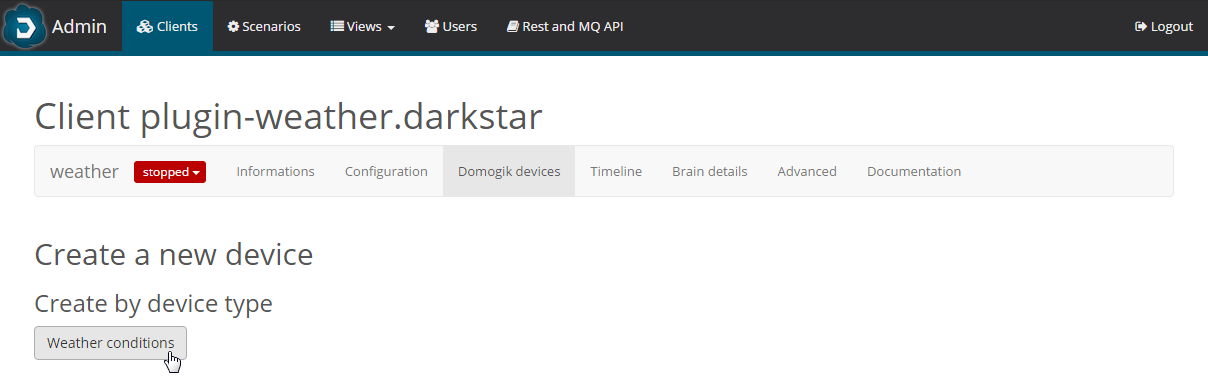 Admin Clients Scenarios Views Users Rest and MQ API Logout
Client plugin-weather.darkstar
weather stopped Informations Configuration Domogik devices Timeline Brain details Advanced Documentation
Create a new device
Create by device type
Weather conditions